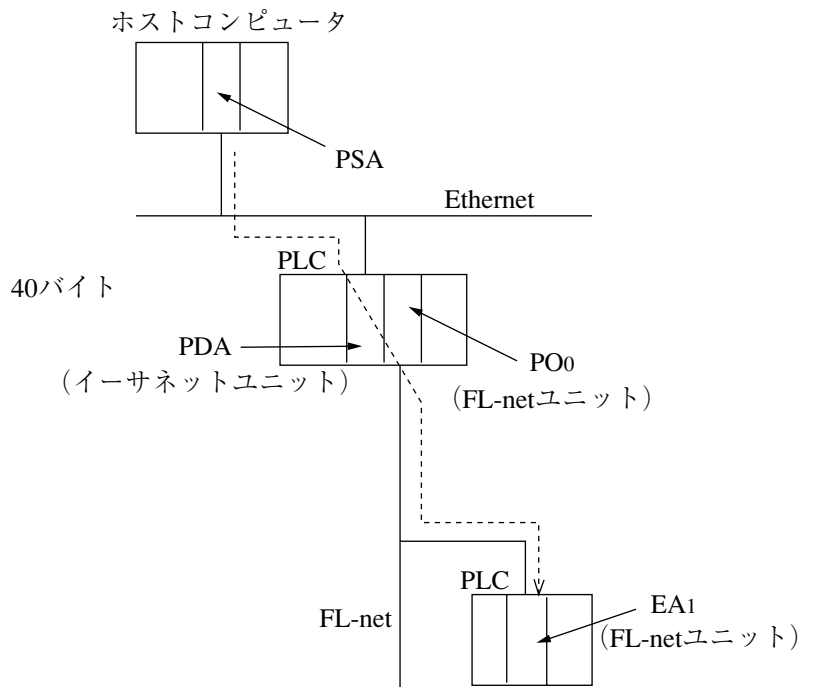 ホストコンピュータ
PSA
Ethernet
PLC
40バイト
PDA
(イーサネットユニット)
PO0
(FL-netユニット)
PLC
FL-net
EA1
(FL-netユニット)